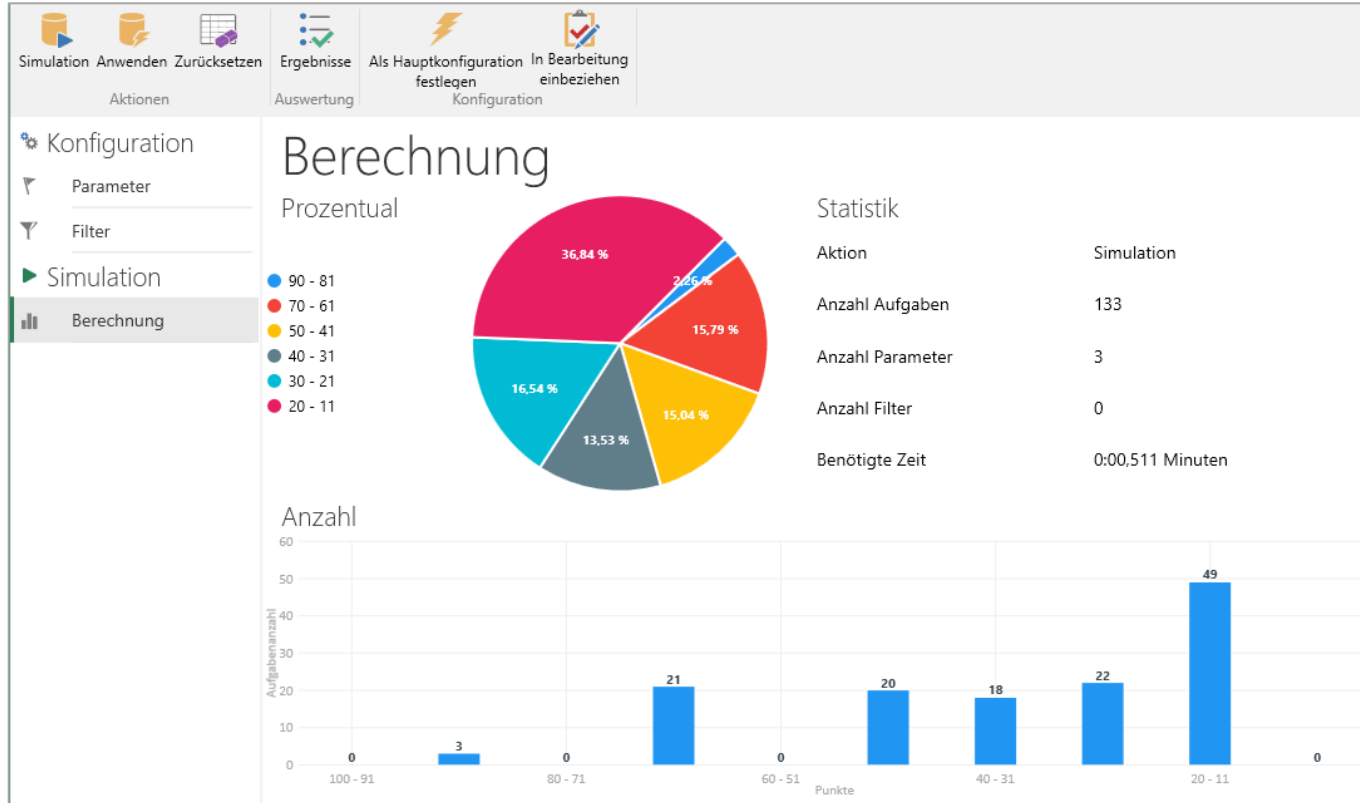 Simulation Anwenden Zurücksetzen Ergebnisse Als Hauptkonfiguration festlegen In Bearbeitung einbeziehen
Aktionen Auswertung Konfiguration
Konfiguration
Parameter
Filter
Simulation
Berechnung
Berechnung
Prozentual
90 - 81
70 - 61
50 - 41
40 - 31
30 - 21
20 - 11
36,84 %
2,26 %
15,79 %
15,04 %
13,53 %
16,54 %
Statistik
Aktion Simulation
Anzahl Aufgaben 133
Anzahl Parameter 3
Anzahl Filter 0
Benötigte Zeit 0:00,511 Minuten
Anzahl
Aufgabenanzahl
60
50
40
30
20
10
0
0 3 0 21 0 20 18 22 49 0
100 - 91 80 - 71 60 - 51 40 - 31 20 - 11
Punkte